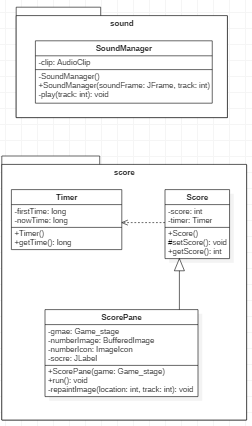 sound
SoundManager
-clip: AudioClip
-SoundManager()
+SoundManager(soundFrame: JFrame, track: int)
-play(track: int): void
score
Timer
-firstTime: long
-nowTime: long
+Timer()
+getTime(): long
Score
-score: int
-timer: Timer
+Score()
#setScore(): void
+getScore(): int
ScorePane
-gmae: Game_stage
-numberImage: BufferedImage
-numberIcon: ImageIcon
-socre: JLabel
+ScorePane(game: Game_stage)
+run(): void
-repaintImage(location: int, track: int): void